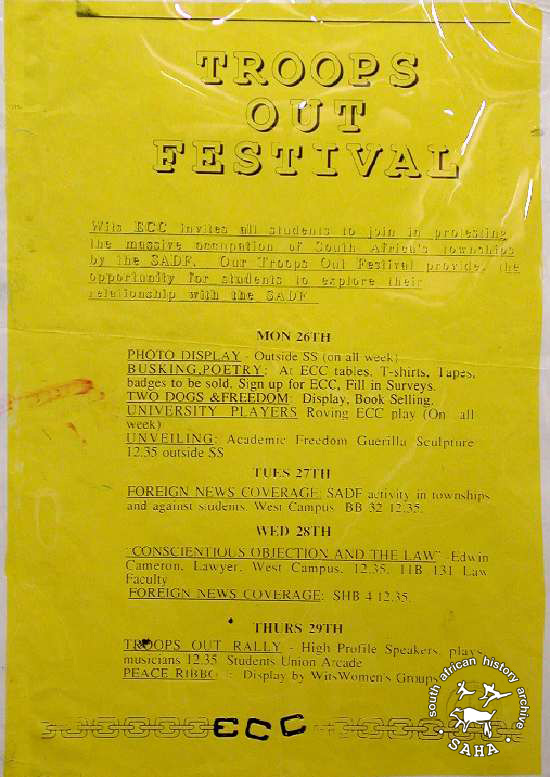 TROOPS
OUT
FESTIVAL
Wits ECC invites all students to join in protesting
the massive occupation of South Africa's townships
by the SADF. Our Troops Out Festival provide, the
opportunity for students to explore their
relationship with the SADF
MON 26TH
PHOTO DISPLAY - Outside SS (on all week)
BUSKING,POETRY: At ECC tables. T-shirts, Tapes,
badges to be sold, Sign up for ECC, Fill in Surveys.
TWO DOGS &FREEDOM: Display, Book Selling.
UNIVERSITY PLAYERS Roving ECC play (On all
week)
UNVEILING: Academic Freedom Guerilla Sculpture
12.35 outside SS
TUES 27TH
FOREIGN NEWS COVERAGE: SADF activity in townships
and against students. West Campus. BB 32 12.35.
WED 28TH
"CONSCIENTIOUS OBJECTION AND THE LAW" Edwin
Cameron, Lawyer, West Campus. 12.35, HB 131 Law
Faculty
FOREIGN NEWS COVERAGE: SHB 4 12.35.
THURS 29TH
TROOPS OUT RALLY - High Profile Speakers, plays
musicians 12.35 Students Union Arcade
PEACE RIBBO : Display by WitsWomen's Groups
ECC
south african history archive
SAHA